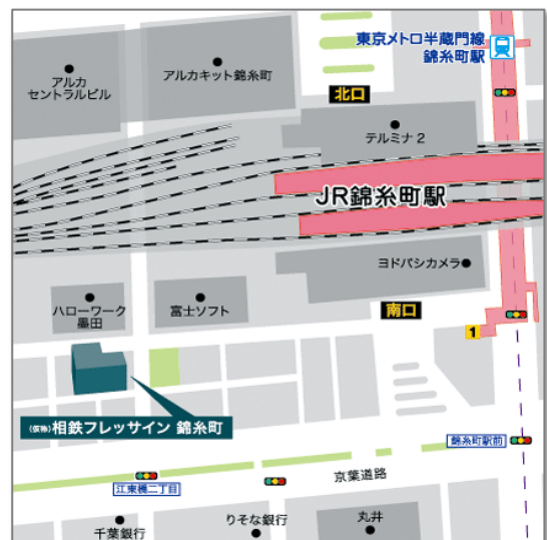 東京メトロ半蔵門線
錦糸町駅
アルカ
セントラルビル
アルカキット錦糸町
北口
テルミナ2
JR錦糸町駅
ヨドバシカメラ
ハローワーク
墨田
富士ソフト
南口
1
(仮称)相鉄フレッサイン 錦糸町
錦糸町駅前
京葉道路
江東橋二丁目
千葉銀行
りそな銀行
丸井